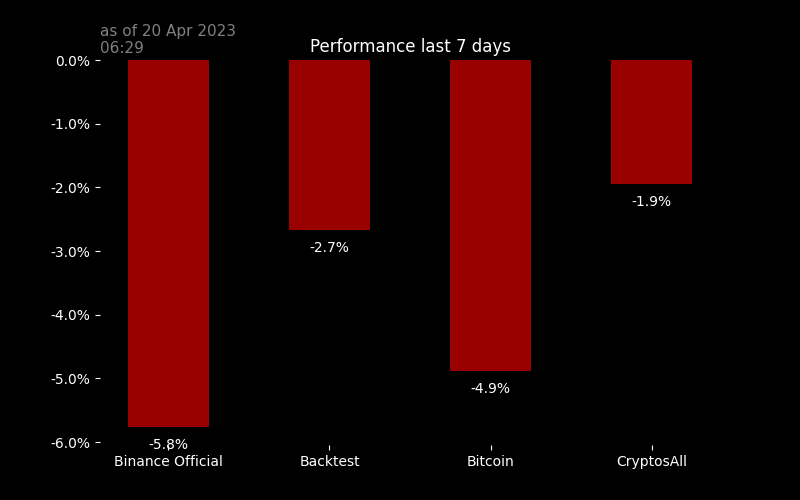 as of 20 Apr 2023
06:29
Performance last 7 days
0.0%
-1.0%
-2.0%
-3.0%
-4.0%
-5.0%
-6.0%
-5.8%
-2.7%
-4.9%
-1.9%
Binance Official
Backtest
Bitcoin
CryptosAll